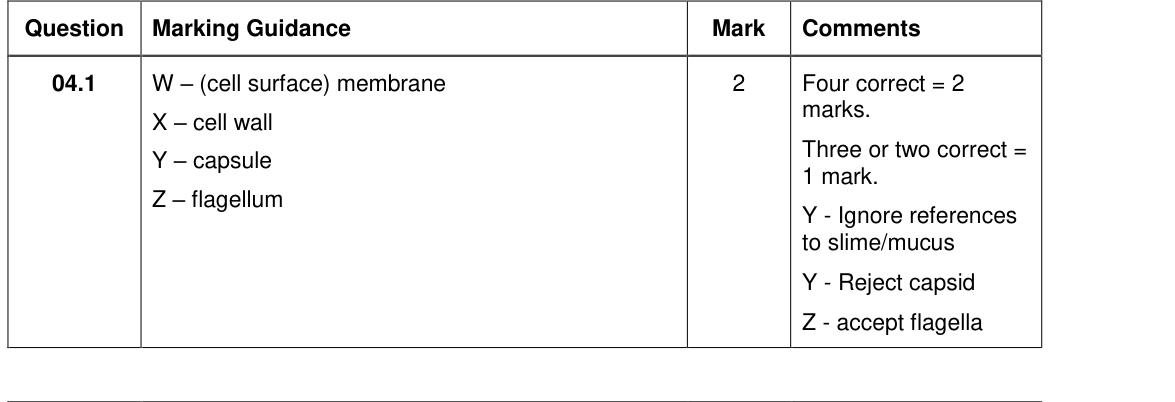 Question Marking Guidance Mark Comments
04.1 W – (cell surface) membrane 2 Four correct = 2
marks.
X – cell wall
Three or two correct =
1 mark.
Y – capsule
Z – flagellum
Y - Ignore references
to slime/mucus
Y - Reject capsid
Z - accept flagella